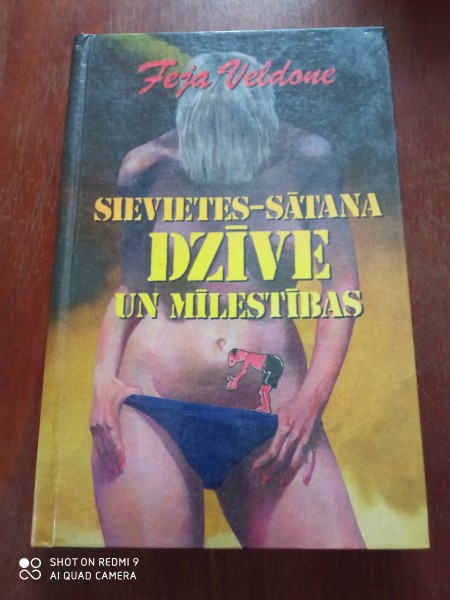 Feja Veldone
SIEVIETES-SĀTANA
DZĪVE
UN MĪLESTĪBAS
SHOT ON REDMI 9
AI QUAD CAMERA